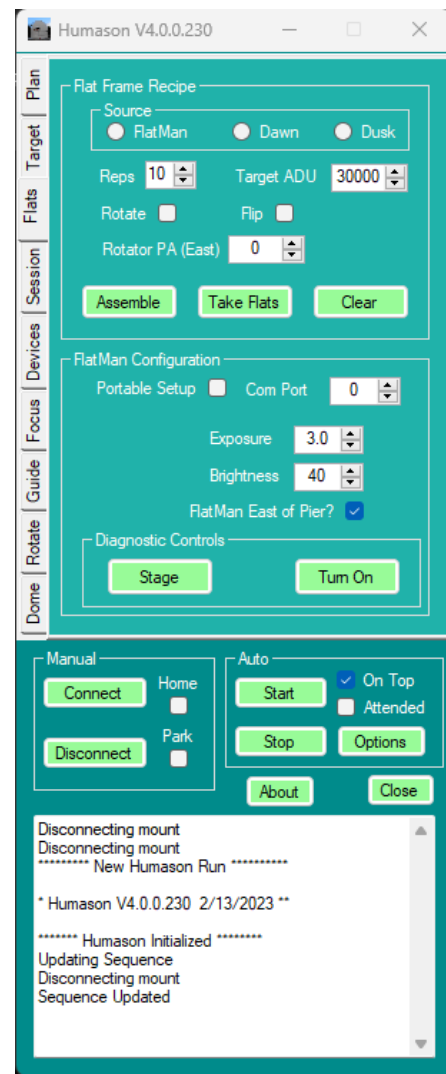 Humason V4.0.0.230
Plan
Target
Flats
Session
Devices
Focus
Guide
Rotate
Dome
Flat Frame Recipe
Source
FlatMan Dawn Dusk
Reps 10 Target ADU 30000
Rotate Flip
Rotator PA (East) 0
Assemble Take Flats Clear
FlatMan Configuration
Portable Setup Com Port 0
Exposure 3.0
Brightness 40
FlatMan East of Pier?
Diagnostic Controls
Stage Turn On
Manual
Connect Home
Disconnect Park
Auto
Start On Top
Attended
Stop Options
About Close
Disconnecting mount
Disconnecting mount
********* New Humason Run **********
* Humason V4.0.0.230 2/13/2023 **
******* Humason Initialized ********
Updating Sequence
Disconnecting mount
Sequence Updated